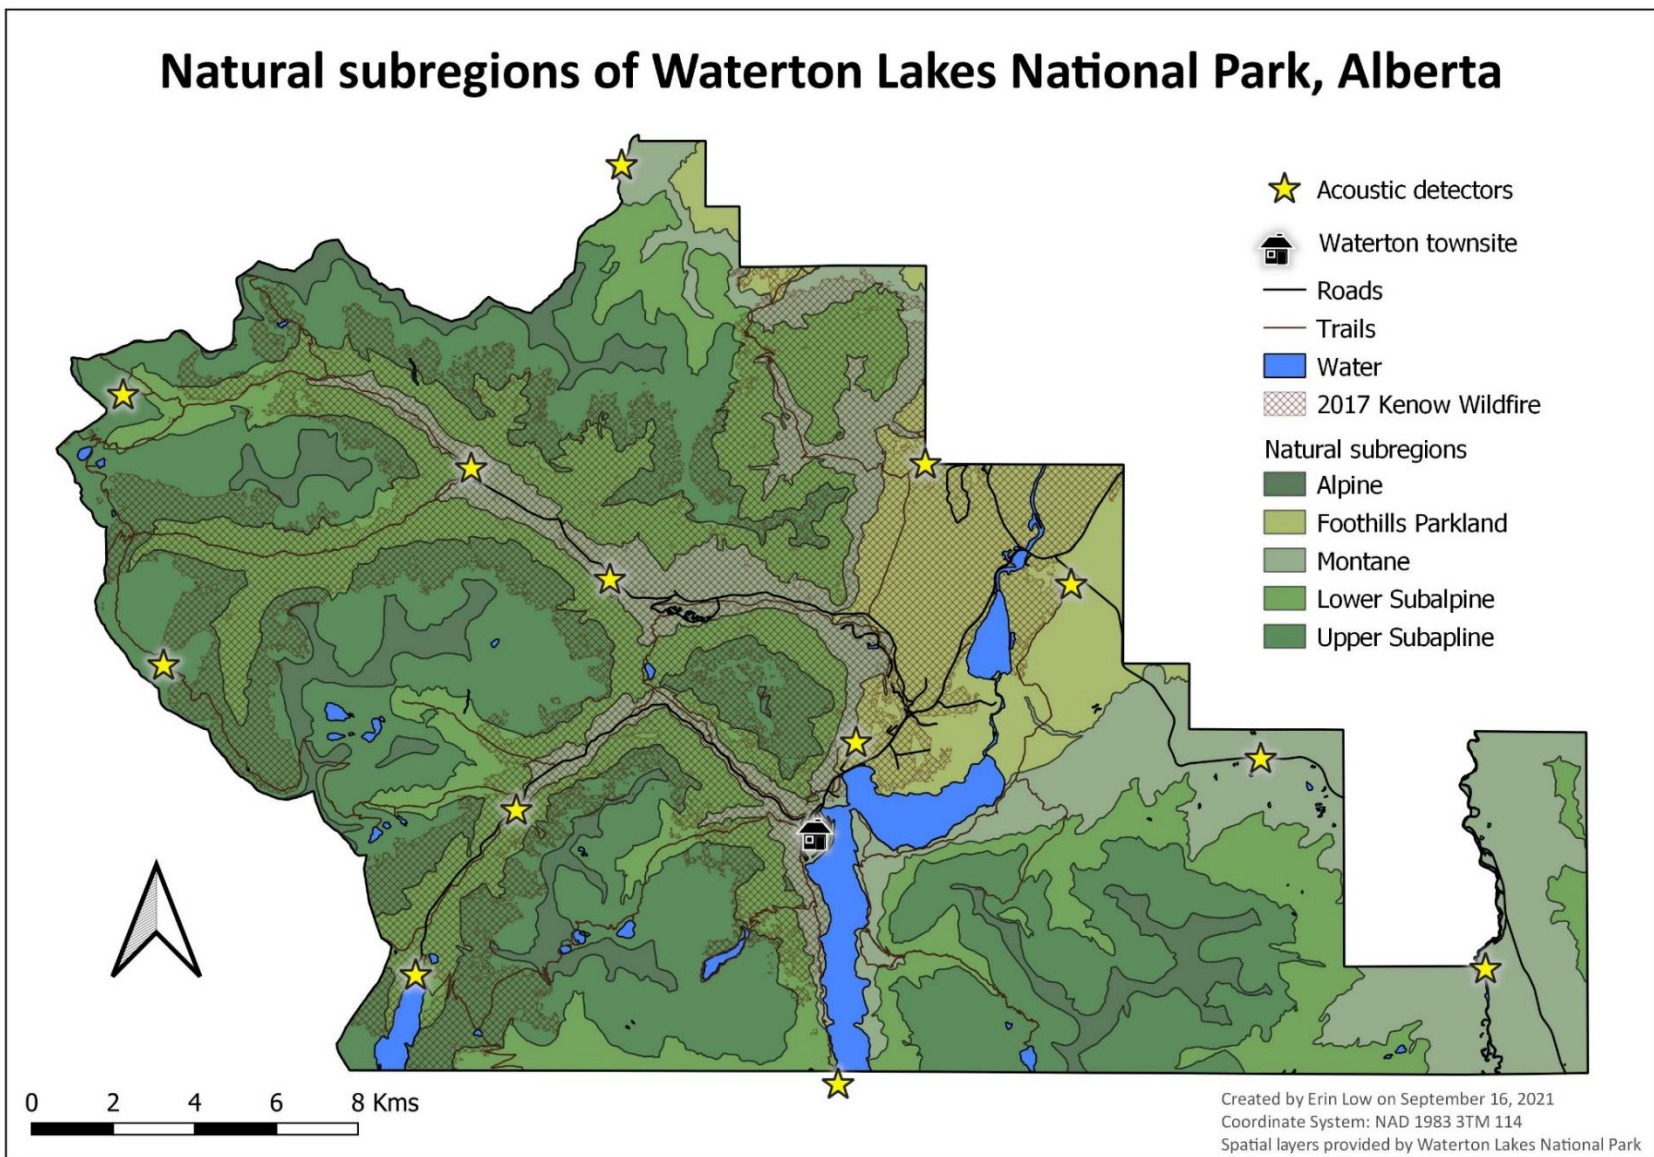 Natural subregions of Waterton Lakes National Park, Alberta
Acoustic detectors
Waterton townsite
Roads
Trails
Water
2017 Kenow Wildfire
Natural subregions
Alpine
Foothills Parkland
Montane
Lower Subalpine
Upper Subapline
0 2 4 6 8 Kms
Created by Erin Low on September 16, 2021
Coordinate System: NAD 1983 3TM 114
Spatial layers provided by Waterton Lakes National Park